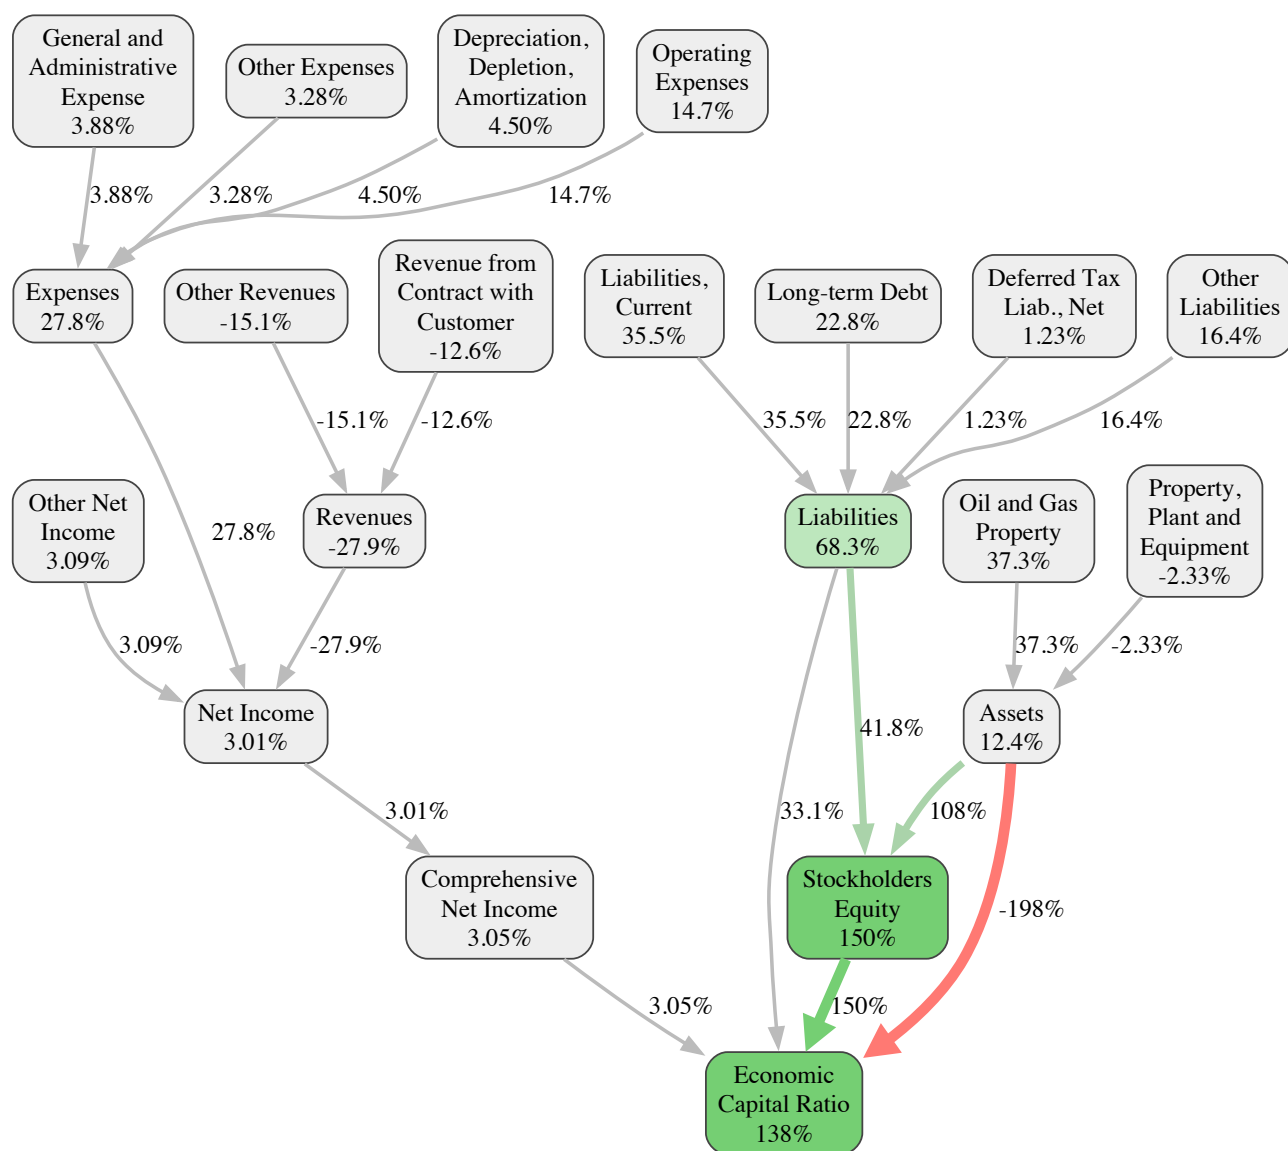 General and
Administrative
Expense
3.88%
Other Expenses
3.28%
Depreciation,
Depletion,
Amortization
4.50%
Operating
Expenses
14.7%
3.88%
3.28%
4.50%
14.7%
Expenses
27.8%
Other Revenues
-15.1%
Revenue from
Contract with
Customer
-12.6%
Liabilities,
Current
35.5%
Long-term Debt
22.8%
Deferred Tax
Liab., Net
1.23%
Other
Liabilities
16.4%
-15.1%
-12.6%
35.5%
22.8%
1.23%
16.4%
Other Net
Income
3.09%
27.8%
Revenues
-27.9%
Liabilities
68.3%
Oil and Gas
Property
37.3%
Property,
Plant and
Equipment
-2.33%
3.09%
-27.9%
37.3%
-2.33%
Net Income
3.01%
41.8%
Assets
12.4%
3.01%
33.1%
108%
Comprehensive
Net Income
3.05%
Stockholders
Equity
150%
-198%
3.05%
150%
Economic
Capital Ratio
138%